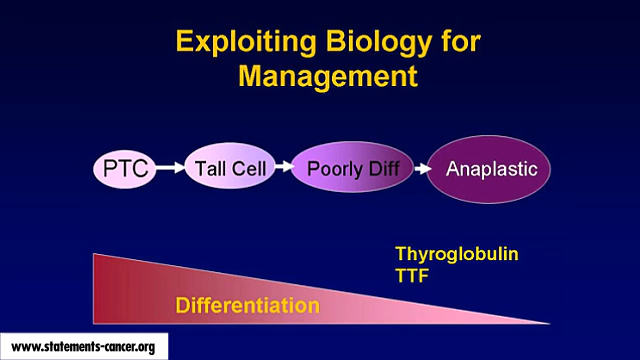 Exploiting Biology for
Management
PTC
Tall Cell
Poorly Diff
Anaplastic
Thyroglobulin
TTF
Differentiation
www.statements-cancer.org